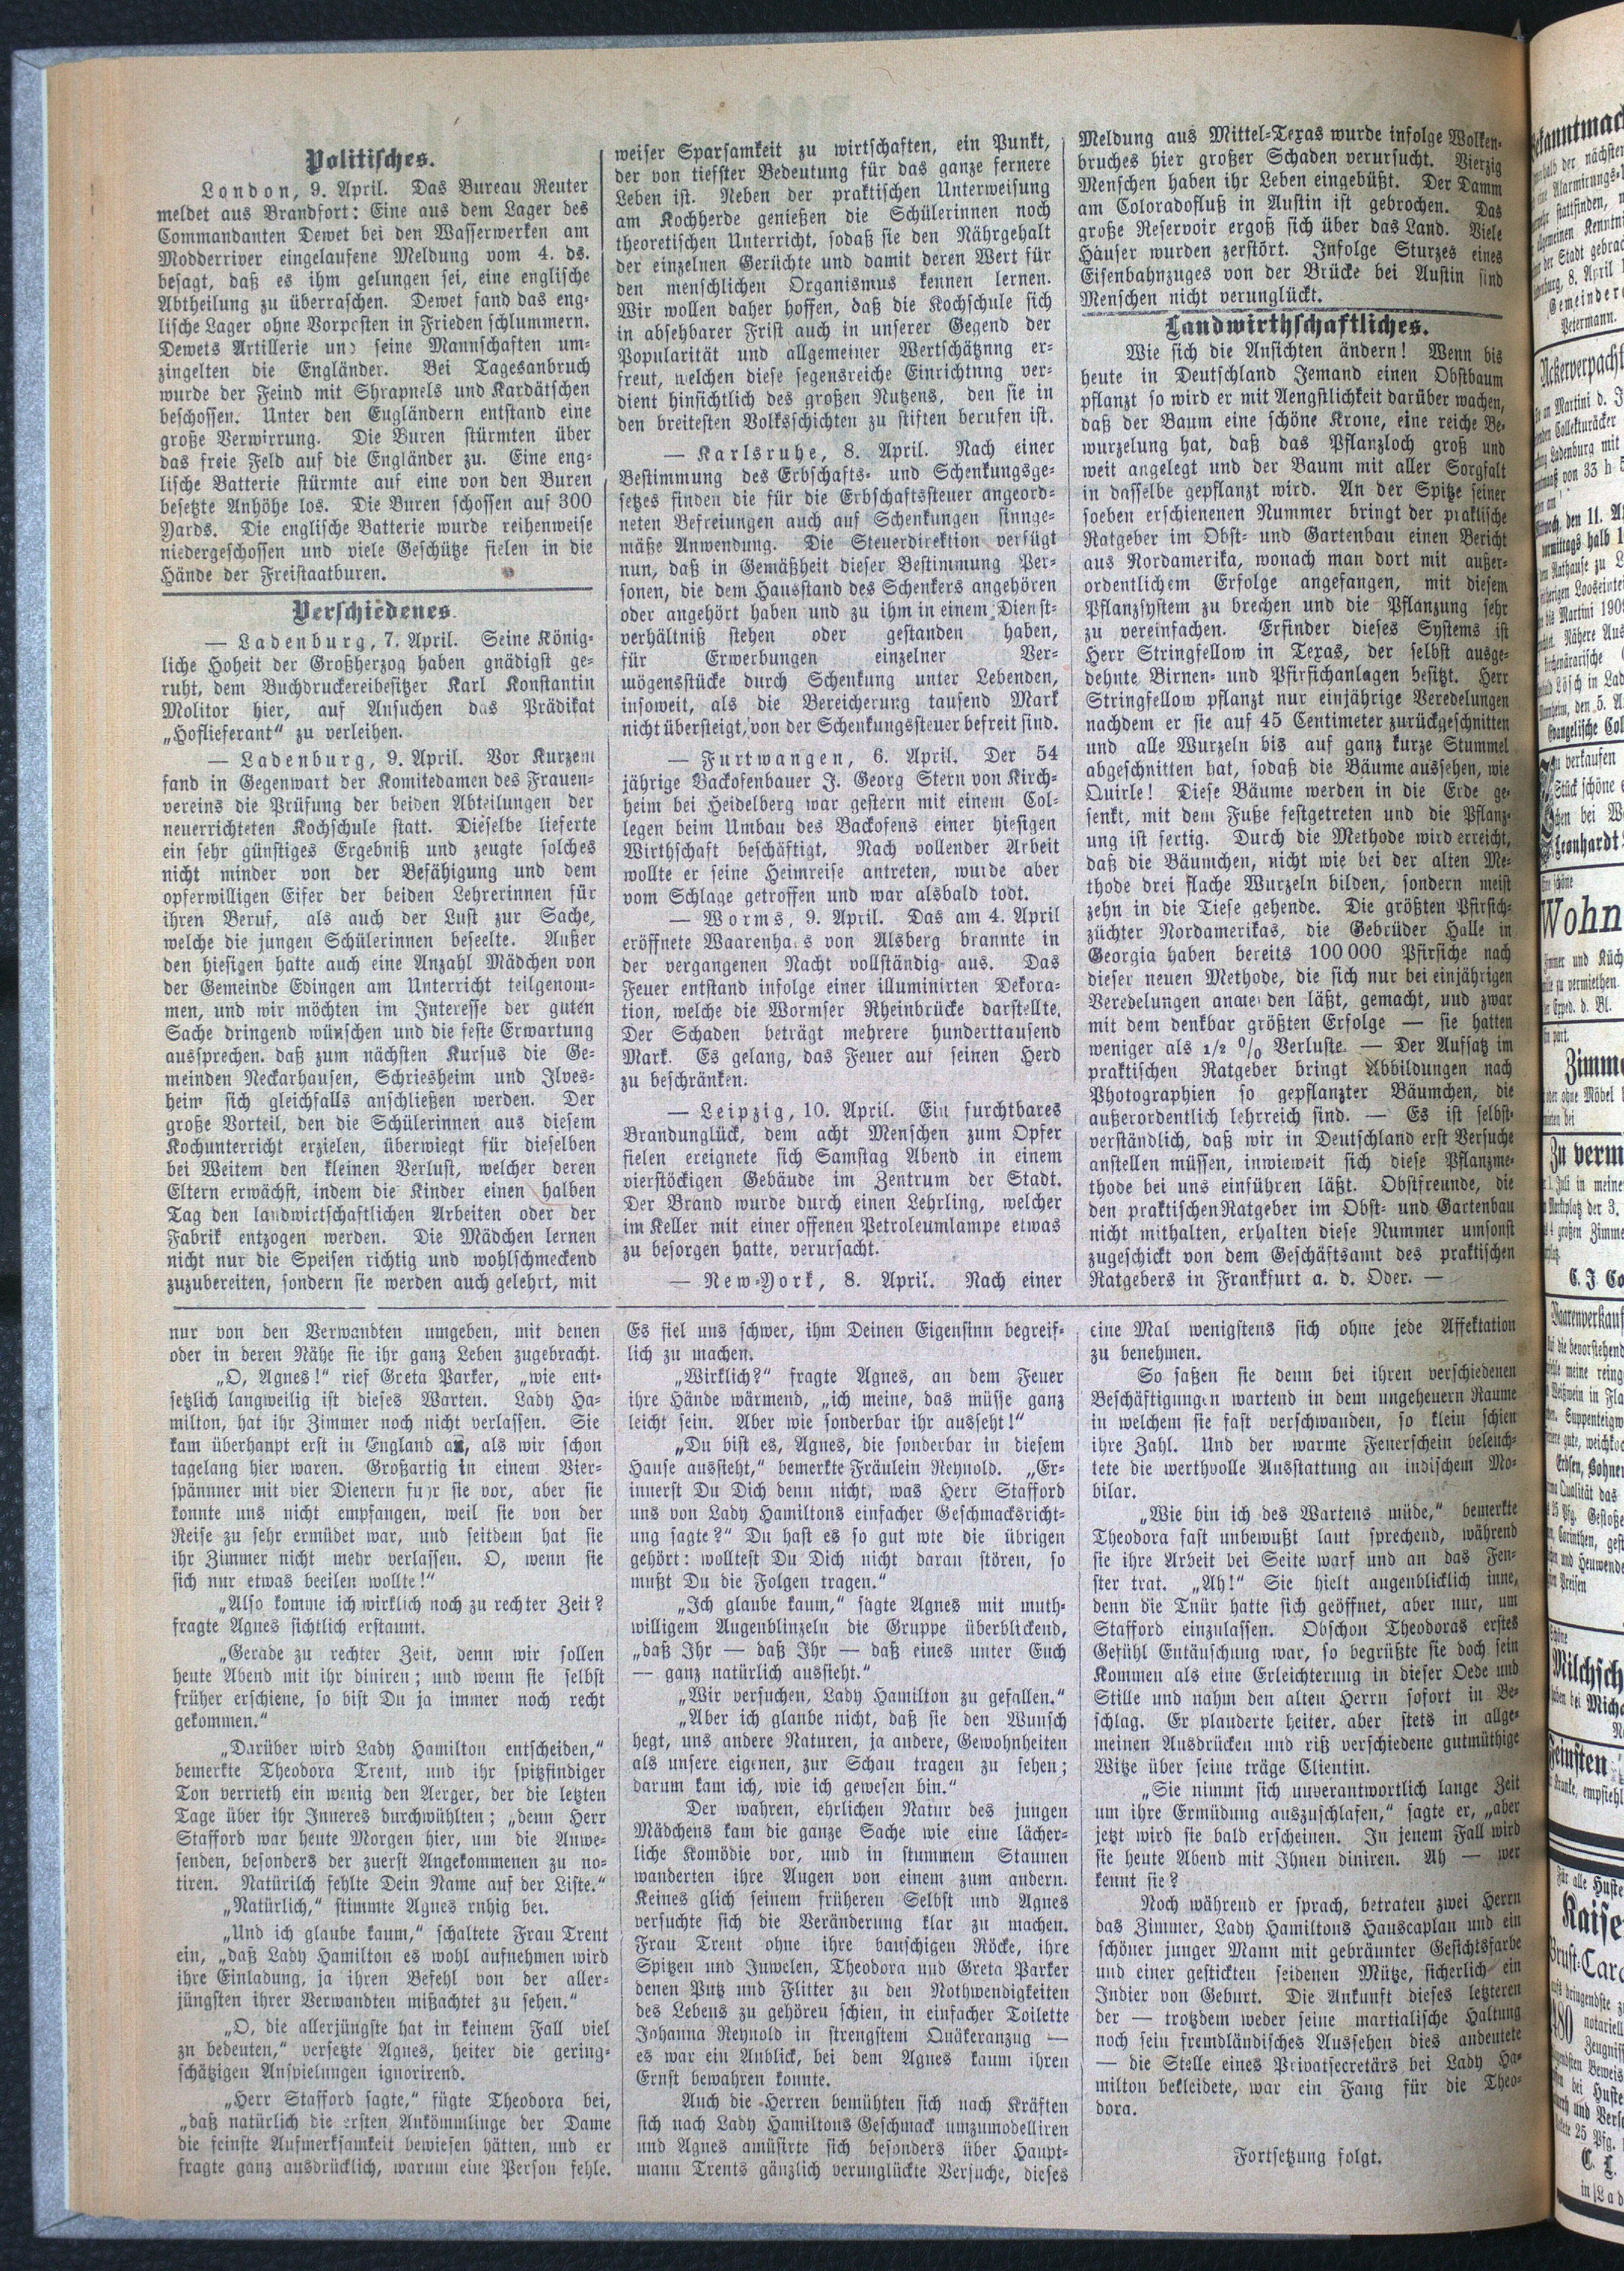 Politisches.
London, 9. April. Das Bureau Reuter
meldet aus Brandfort: Eine aus dem Lager des
Commandanten Dewet bei den Wasserwerken am
Modderriver eingelaufene Meldung vom 4. ds.
besagt, daß es ihm gelungen sei, eine englische
Abtheilung zu überraschen. Dewet fand das eng-
lische Lager ohne Vorposten in Frieden schlummern.
Dewets Artillerie und seine Mannschaften um-
zingelten die Engländer. Bei Tagesanbruch
wurde der Feind mit Shrapnels und Kardätschen
beschossen. Unter den Engländern entstand eine
große Verwirrung. Die Buren stürmten über
das freie Feld auf die Engländer zu. Eine eng-
lische Batterie stürmte auf eine von den Buren
besetzte Anhöhe los. Die Buren schossen auf 300
Yards. Die englische Batterie wurde reihenweise
niedergeschossen und viele Geschütze fielen in die
Hände der Freistaatburen.
Verschiedenes.
— Ladenburg, 7. April. Seine König-
liche Hoheit der Großherzog haben gnädigst ge-
ruht, dem Buchdruckereibesitzer Karl Konstantin
Molitor hier, auf Ansuchen das Prädikat
„Hoflieferant“ zu verleihen.
— Ladenburg, 9. April. Vor Kurzem
fand in Gegenwart der Komitedamen des Frauen-
vereins die Prüfung der beiden Abteilungen der
neuerrichteten Kochschule statt. Dieselbe lieferte
ein sehr günstiges Ergebniß und zeugte solches
nicht minder von der Befähigung und dem
opferwilligen Eifer der beiden Lehrerinnen für
ihren Beruf, als auch der Lust zur Sache,
welche die jungen Schülerinnen beseelte. Außer
den hiesigen hatte auch eine Anzahl Mädchen von
der Gemeinde Edingen am Unterricht teilgenom-
men, und wir möchten im Interesse der guten
Sache dringend wünschen und die feste Erwartung
aussprechen. daß zum nächsten Kursus die Ge-
meinden Neckarhausen, Schriesheim und Ilves-
heim sich gleichfalls anschließen werden. Der
große Vorteil, den die Schülerinnen aus diesem
Kochunterricht erzielen, überwiegt für dieselben
bei Weitem den kleinen Verlust, welcher deren
Eltern erwächst, indem die Kinder einen halben
Tag den landwirtschaftlichen Arbeiten oder der
Fabrik entzogen werden. Die Mädchen lernen
nicht nur die Speisen richtig und wohlschmeckend
zuzubereiten, sondern sie werden auch gelehrt, mit
weiser Sparsamkeit zu wirtschaften, ein Punkt,
der von tiefster Bedeutung für das ganze fernere
Leben ist. Neben der praktischen Unterweisung
am Kochherde genießen die Schülerinnen noch
theoretischen Unterricht, sodaß sie den Nährgehalt
der einzelnen Gerüchte und damit deren Wert für
den menschlichen Organismus kennen lernen.
Wir wollen daher hoffen, daß die Kochschule sich
in absehbarer Frist auch in unserer Gegend der
Popularität und allgemeiner Wertschätznng er-
freut, welchen diese segensreiche Einrichtung ver-
dient hinsichtlich des großen Nutzens, den sie in
den breitesten Volksschichten zu stiften berufen ist.
— Karlsruhe, 8. April. Nach einer
Bestimmung des Erbschafts- und Schenkungsge-
setzes finden die für die Erbschaftssteuer angeord-
neten Befreiungen auch auf Schenkungen sinnge-
mäße Anwendung. Die Steuerdirektion verfügt
nun, daß in Gemäßheit dieser Bestimmung Per-
sonen, die dem Hausstand des Schenkers angehören
oder angehört haben und zu ihm in einem Dienst-
verhältniß stehen oder gestanden haben,
für Erwerbungen einzelner Ver-
mögensstücke durch Schenkung unter Lebenden,
insoweit, als die Bereicherung tausend Mark
nicht übersteigt, von der Schenkungssteuer befreit sind.
— Furtwangen, 6. April. Der 54
jährige Backofenbauer J. Georg Stern von Kirch-
heim bei Heidelberg war gestern mit einem Col-
legen beim Umbau des Backofens einer hiesigen
Wirthschaft beschäftigt. Nach vollender Arbeit
wollte er seine Heimreise antreten, wurde aber
vom Schlage getroffen und war alsbald todt.
— Worms, 9. April. Das am 4. April
eröffnete Waarenhaus von Alsberg brannte in
der vergangenen Nacht vollständig aus. Das
Feuer entstand infolge einer illuminirten Dekora-
tion, welche die Wormser Rheinbrücke darstellte.
Der Schaden beträgt mehrere hunderttausend
Mark. Es gelang, das Feuer auf seinen Herd
zu beschränken.
— Leipzig, 10. April. Ein furchtbares
Brandunglück, dem acht Menschen zum Opfer
fielen ereignete sich Samstag Abend in einem
vierstöckigen Gebäude im Zentrum der Stadt.
Der Brand wurde durch einen Lehrling, welcher
im Keller mit einer offenen Petroleumlampe etwas
zu besorgen hatte, verursacht.
— New-York, 8. April. Nach einer
Meldung aus Mittel-Texas wurde infolge Wolken-
bruches hier großer Schaden verursucht. Vierzig
Menschen haben ihr Leben eingebüßt. Der Damm
am Coloradofluß in Austin ist gebrochen. Das
große Reservoir ergoß sich über das Land. Viele
Häuser wurden zerstört. Infolge Sturzes eines
Eisenbahnzuges von der Brücke bei Austin sind
Menschen nicht verunglückt.
Landwirthschaftliches.
Wie sich die Ansichten ändern! Wenn bis
heute in Deutschland Jemand einen Obstbaum
pflanzt so wird er mit Aengstlichkeit darüber wachen,
daß der Baum eine schöne Krone, eine reiche Be-
wurzelung hat, daß das Pflanzloch groß und
weit angelegt und der Baum mit aller Sorgfalt
in dasselbe gepflanzt wird. An der Spitze seiner
soeben erschienenen Nummer bringt der praktische
Ratgeber im Obst- und Gartenbau einen Bericht
aus Nordamerika, wonach man dort mit außer-
ordentlichem Erfolge angefangen, mit diesem
Pflanzsystem zu brechen und die Pflanzung sehr
zu vereinfachen. Erfinder dieses Systems ist
Herr Stringfellow in Texas, der selbst ausge-
dehnte Birnen- und Pfirsichanlagen besitzt. Herr
Stringfellow pflanzt nur einjährige Veredelungen
nachdem er sie auf 45 Centimeter zurückgeschnitten
und alle Wurzeln bis auf ganz kurze Stummel
abgeschnitten hat, sodaß die Bäume aussehen, wie
Quirle! Diese Bäume werden in die Erde ge-
senkt, mit dem Fuße festgetreten und die Pflanz-
ung ist fertig. Durch die Methode wird erreicht,
daß die Bäumchen, nicht wie bei der alten Me-
thode drei flache Wurzeln bilden, sondern meist
zehn in die Tiefe gehende. Die größten Pfirsich-
züchter Nordamerikas, die Gebrüder Halle in
Georgia haben bereits 100 000 Pfirsiche nach
dieser neuen Methode, die sich nur bei einjährigen
Veredelungen anwenden läßt, gemacht, und zwar
mit dem denkbar größten Erfolge — sie hatten
weniger als 1/2 % Verluste. — Der Aufsatz im
praktischen Ratgeber bringt Abbildungen nach
Photographien so gepflanzter Bäumchen, die
außerordentlich lehrreich sind. — Es ist selbst-
verständlich, daß wir in Deutschland erst Versuche
anstellen müssen, inwieweit sich diese Pflanzme-
thode bei uns einführen läßt. Obstfreunde, die
den praktischen Ratgeber im Obst- und Gartenbau
nicht mithalten, erhalten diese Nummer umsonst
zugeschickt von dem Geschäftsamt des praktischen
Ratgebers in Frankfurt a. d. Oder. —
nur von den Verwandten umgeben, mit denen
oder in deren Nähe sie ihr ganz Leben zugebracht.
„O, Agnes!“ rief Greta Parker, „wie ent-
setzlich langweilig ist dieses Warten. Lady Ha-
milton, hat ihr Zimmer noch nicht verlassen. Sie
kam überhaupt erst in England an, als wir schon
tagelang hier waren. Großartig in einem Vier-
spännner mit vier Dienern fuhr sie vor, aber sie
konnte uns nicht empfangen, weil sie von der
Reise zu sehr ermüdet war, und seitdem hat sie
ihr Zimmer nicht mehr verlassen. O, wenn sie
sich nur etwas beeilen wollte!“
„Also komme ich wirklich noch zu rechter Zeit?
fragte Agnes sichtlich erstaunt.
„Gerade zu rechter Zeit, denn wir sollen
heute Abend mit ihr diniren; und wenn sie selbst
früher erschiene, so bist Du ja immer noch recht
gekommen.“
„Darüber wird Lady Hamilton entscheiden,“
bemerkte Theodora Trent, und ihr spitzfindiger
Ton verrieth ein wenig den Aerger, der die letzten
Tage über ihr Inneres durchwühlten; „denn Herr
Stafford war heute Morgen hier, um die Anwe-
senden, besonders der zuerst Angekommenen zu no-
tiren. Natürilch fehlte Dein Name auf der Liste.“
„Natürlich,“ stimmte Agnes ruhig bei.
„Und ich glaube kaum,“ schaltete Frau Trent
ein, „daß Lady Hamilton es wohl aufnehmen wird
ihre Einladung, ja ihren Befehl von der aller-
jüngsten ihrer Verwandten mißachtet zu sehen.“
„O, die allerjüngste hat in keinem Fall viel
zu bedeuten,“ versetzte Agnes, heiter die gering-
schätzigen Anspielungen ignorirend.
„Herr Stafford sagte,“ fügte Theodora bei,
„daß natürlich die ersten Ankömmlinge der Dame
die feinste Aufmerksamkeit bewiesen hätten, und er
fragte ganz ausdrücklich, warum eine Person fehle.
Es fiel uns schwer, ihm Deinen Eigensinn begreif-
lich zu machen.
„Wirklich?“ fragte Agnes, an dem Feuer
ihre Hände wärmend, „ich meine, das müsse ganz
leicht sein. Aber wie sonderbar ihr ausseht!“
„Du bist es, Agnes, die sonderbar in diesem
Hause aussieht,“ bemerkte Fräulein Reynold. „Er-
innerst Du Dich denn nicht, was Herr Stafford
uns von Lady Hamiltons einfacher Geschmacksricht-
ung sagte?“ Du hast es so gut wie die übrigen
gehört: wolltest Du Dich nicht daran stören, so
mußt Du die Folgen tragen.“
„Ich glaube kaum,“ sagte Agnes mit muth-
willigem Augenblinzeln die Gruppe überblickend,
„daß Ihr — daß Ihr — daß eines unter Euch
— ganz natürlich aussieht.“
„Wir versuchen, Lady Hamilton zu gefallen.“
„Aber ich glaube nicht, daß sie den Wunsch
hegt, uns andere Naturen, ja andere, Gewohnheiten
als unsere eigenen, zur Schau tragen zu sehen;
darum kam ich, wie ich gewesen bin.“
Der wahren, ehrlichen Natur des jungen
Mädchens kam die ganze Sache wie eine lächer-
liche Komödie vor, und in stummem Staunen
wanderten ihre Augen von einem zum andern.
Keines glich seinem früheren Selbst und Agnes
versuchte sich die Veränderung klar zu machen.
Frau Trent ohne ihre bauschigen Röcke, ihre
Spitzen und Juwelen, Theodora und Greta Parker
denen Putz und Flitter zu den Nothwendigkeiten
des Lebens zu gehören schien, in einfacher Toilette
Johanna Reynold in strengstem Quäkeranzug —
es war ein Anblick, bei dem Agnes kaum ihren
Ernst bewahren konnte.
Auch die Herren bemühten sich nach Kräften
sich nach Lady Hamiltons Geschmack umzumodelliren
und Agnes amüsirte sich besonders über Haupt-
mann Trents gänzlich verunglückte Versuche, dieses
eine Mal wenigstens sich ohne jede Affektation
zu benehmen.
So saßen sie denn bei ihren verschiedenen
Beschäftigungen wartend in dem ungeheuern Raume
in welchem sie fast verschwanden, so klein schien
ihre Zahl. Und der warme Feuerschein beleuch-
tete die werthvolle Ausstattung an indischem Mo-
bilar.
„Wie bin ich des Wartens müde,“ bemerkte
Theodora fast unbewußt laut sprechend, während
sie ihre Arbeit bei Seite warf und an das Fen-
ster trat. „Ah!“ Sie hielt augenblicklich inne,
denn die Tnür hatte sich geöffnet, aber nur, um
Stafford einzulassen. Obschon Theodoras erstes
Gefühl Entäuschung war, so begrüßte sie doch sein
Kommen als eine Erleichterung in dieser Oede und
Stille und nahm den alten Herrn sofort in Be-
schlag. Er plauderte heiter, aber stets in allge-
meinen Ausdrücken und riß verschiedene gutmüthige
Witze über seine träge Clientin.
„Sie nimmt sich unverantwortlich lange Zeit
um ihre Ermüdung auszuschlafen,“ sagte er, „aber
jetzt wird sie bald erscheinen. In jenem Fall wird
sie heute Abend mit Ihnen diniren. Ah — wer
kennt sie?
Noch während er sprach, betraten zwei Herrn
das Zimmer, Lady Hamiltons Hauscaplan und ein
schöner junger Mann mit gebräunter Gesichtsfarbe
und einer gestickten seidenen Mütze, sicherlich ein
Indier von Geburt. Die Ankunft dieses letzteren
der — trotzdem weder seine martialische Haltung
noch sein fremdländisches Aussehen dies andeutete
— die Stelle eines Privatsecretärs bei Lady Ha-
milton bekleidete, war ein Fang für die Theo-
dora.
Fortsetzung folgt.